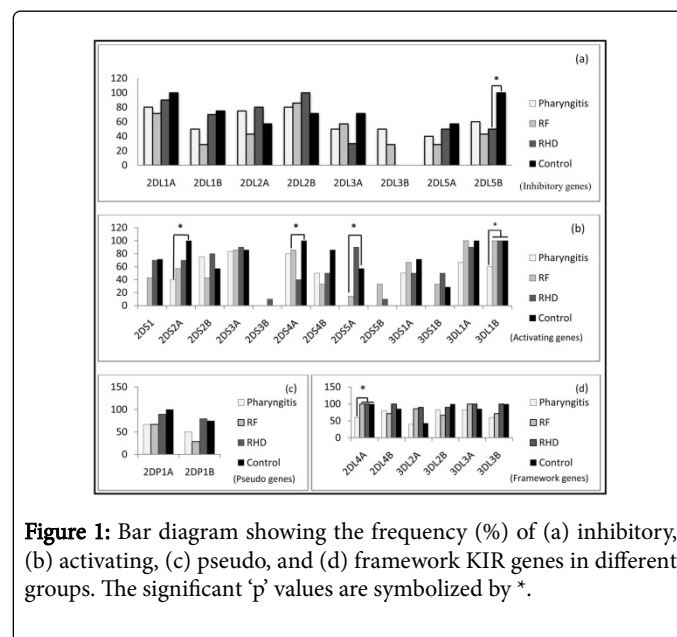 (a)
*
120
100
80
60
40
20
0
Pharyngitis
RF
RHD
Control
2DL1A 2DL1B 2DL2A 2DL2B 2DL3A 2DL3B 2DL5A 2DL5B
(Inhibitory genes)
(b)
* * * *
100
80
60
40
20
0
Pharyngitis
RF
RHD
Control
2DS1 2DS2A 2DS2B 2DS3A 2DS3B 2DS4A 2DS4B 2DS5A 2DS5B 3DS1A 3DS1B 3DL1A 3DL1B
(Activating genes)
(c)
150
100
50
0
Pharyngitis
RF
RHD
Control
2DP1A 2DP1B
(Pseudo genes)
(d)
*
150
100
50
0
Pharyngitis
RF
RHD
Control
2DL4A 2DL4B 3DL2A 3DL2B 3DL3A 3DL3B
(Framework genes)
Figure 1: Bar diagram showing the frequency (%) of (a) inhibitory,
(b) activating, (c) pseudo, and (d) framework KIR genes in different
groups. The significant ‘p’ values are symbolized by *.